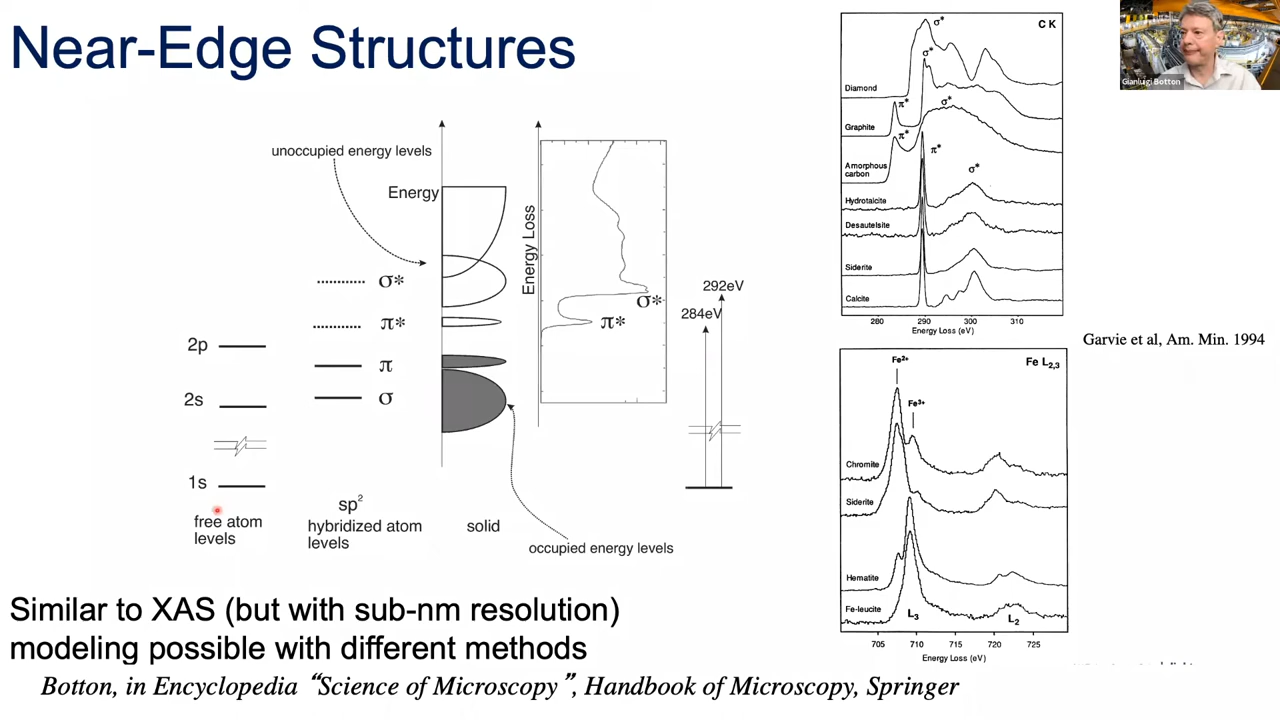 Near-Edge Structures
Gianluigi Botton
unoccupied energy levels
Energy
Energy Loss
σ*
π*
2p
π
2s
σ
1s
free atom
levels
sp2
hybridized atom
levels
solid
occupied energy levels
σ*
π*
284eV
292eV
C K
σ*
Diamond
σ*
π*
σ*
Graphite
π*
Amorphous
carbon
π*
σ*
Hydrotalcite
Desautelsite
Siderite
Calcite
280 290 300 310
Energy Loss (eV)
Garvie et al, Am. Min. 1994
Fe L2,3
Fe2+
Fe3+
Chromite
Siderite
Hematite
Fe-leucite
L3
L2
705 710 715 720 725
Energy Loss (eV)
Similar to XAS (but with sub-nm resolution)
modeling possible with different methods
Botton, in Encyclopedia “Science of Microscopy”, Handbook of Microscopy, Springer